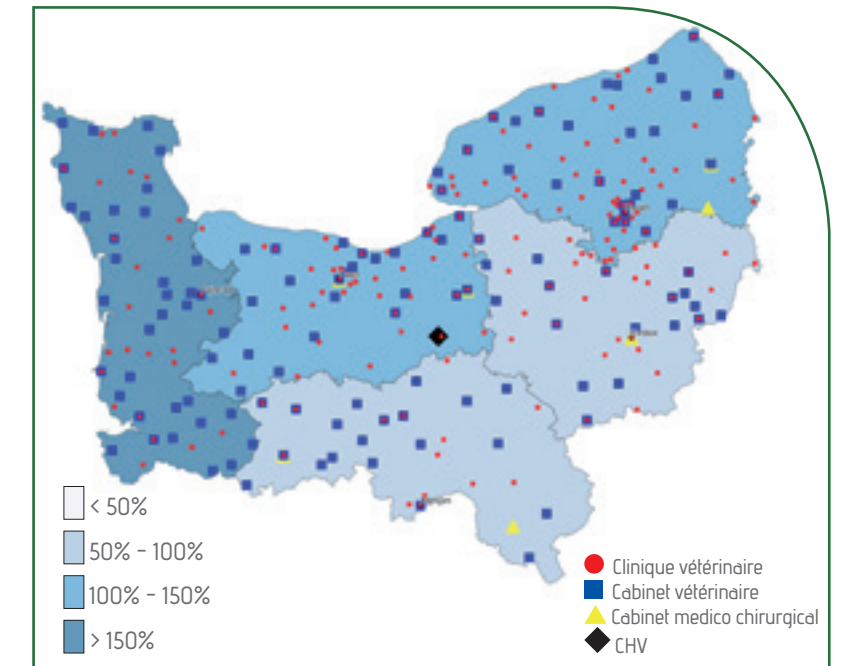 < 50%
50% - 100%
100% - 150%
> 150%
Clinique vétérinaire
Cabinet vétérinaire
Cabinet medico chirurgical
CHV